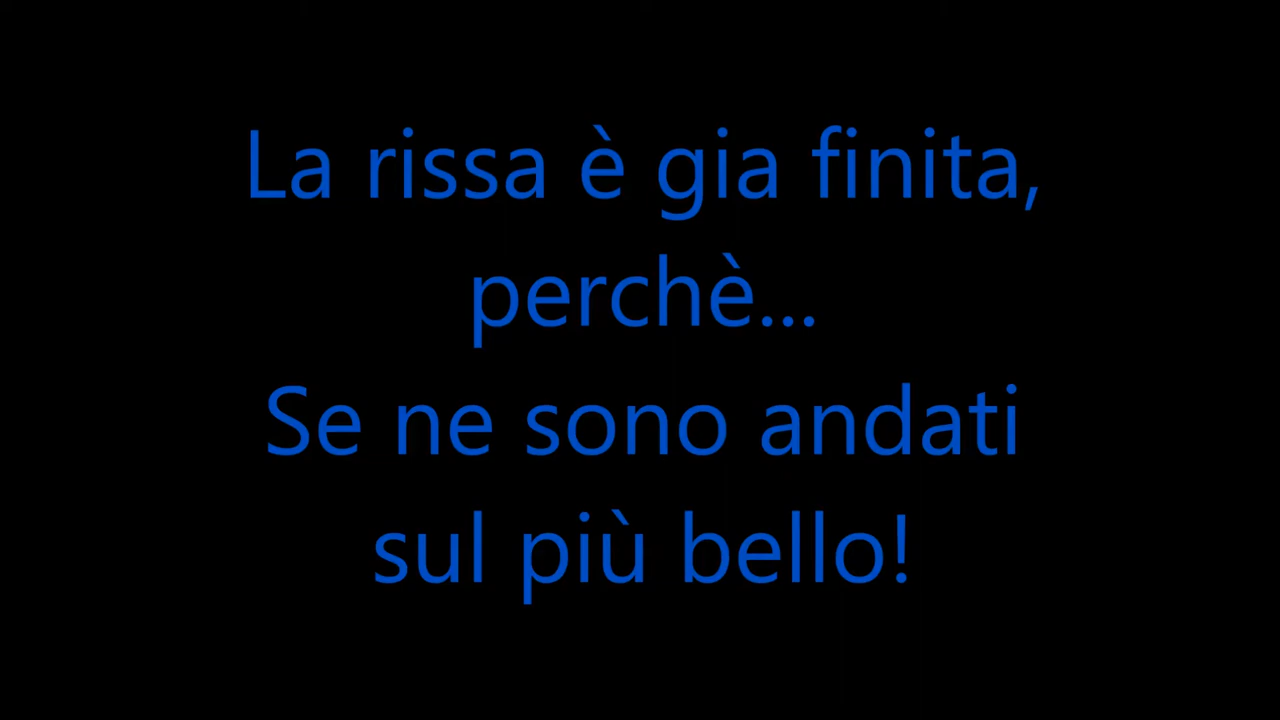 La rissa è gia finita,
perchè...
Se ne sono andati
sul più bello!